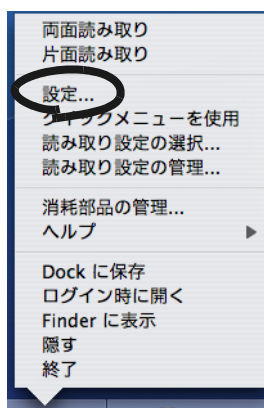 両面読み取り
片面読み取り
設定...
クイックメニューを使用
読み取り設定の選択...
読み取り設定の管理...
消耗部品の管理...
ヘルプ
Dock に保存
ログイン時に開く
Finder に表示
隠す
終了